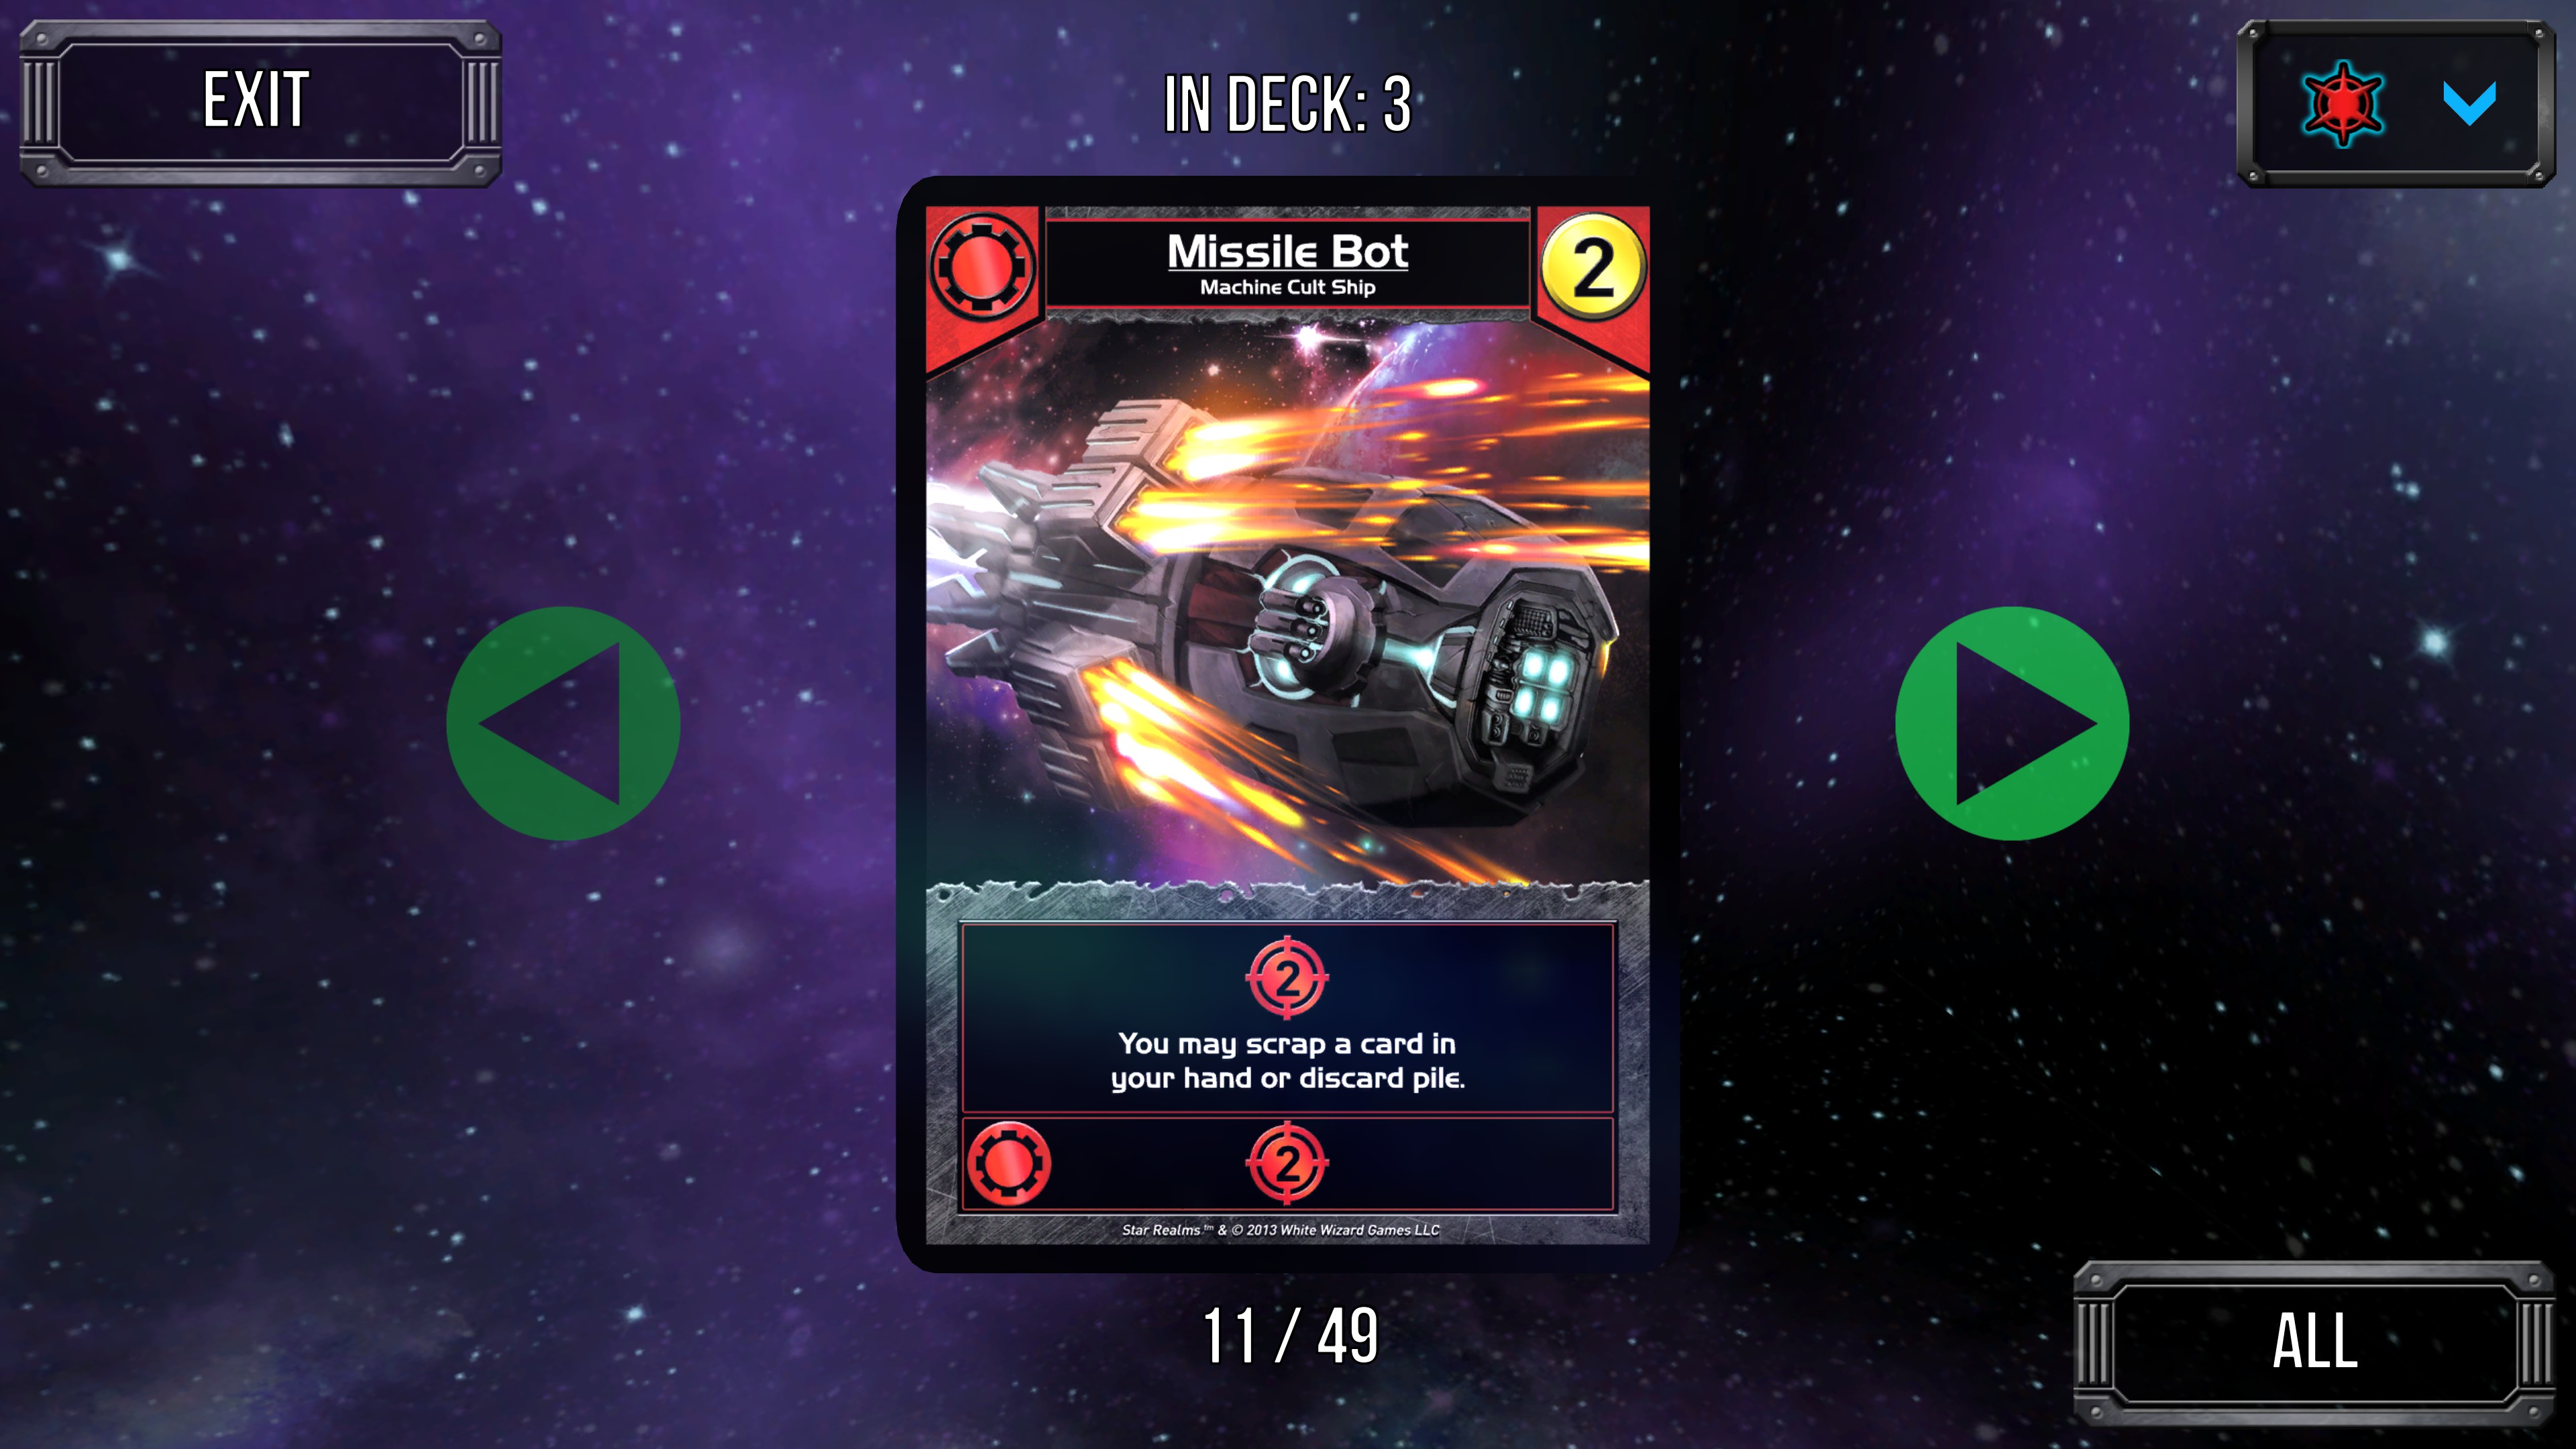 EXIT
IN DECK: 3
Missile Bot
2
Machine Cult Ship
2
You may scrap a card in
your hand or discard pile.
2
Star Realms™ & © 2013 White Wizard Games LLC
11 / 49
ALL